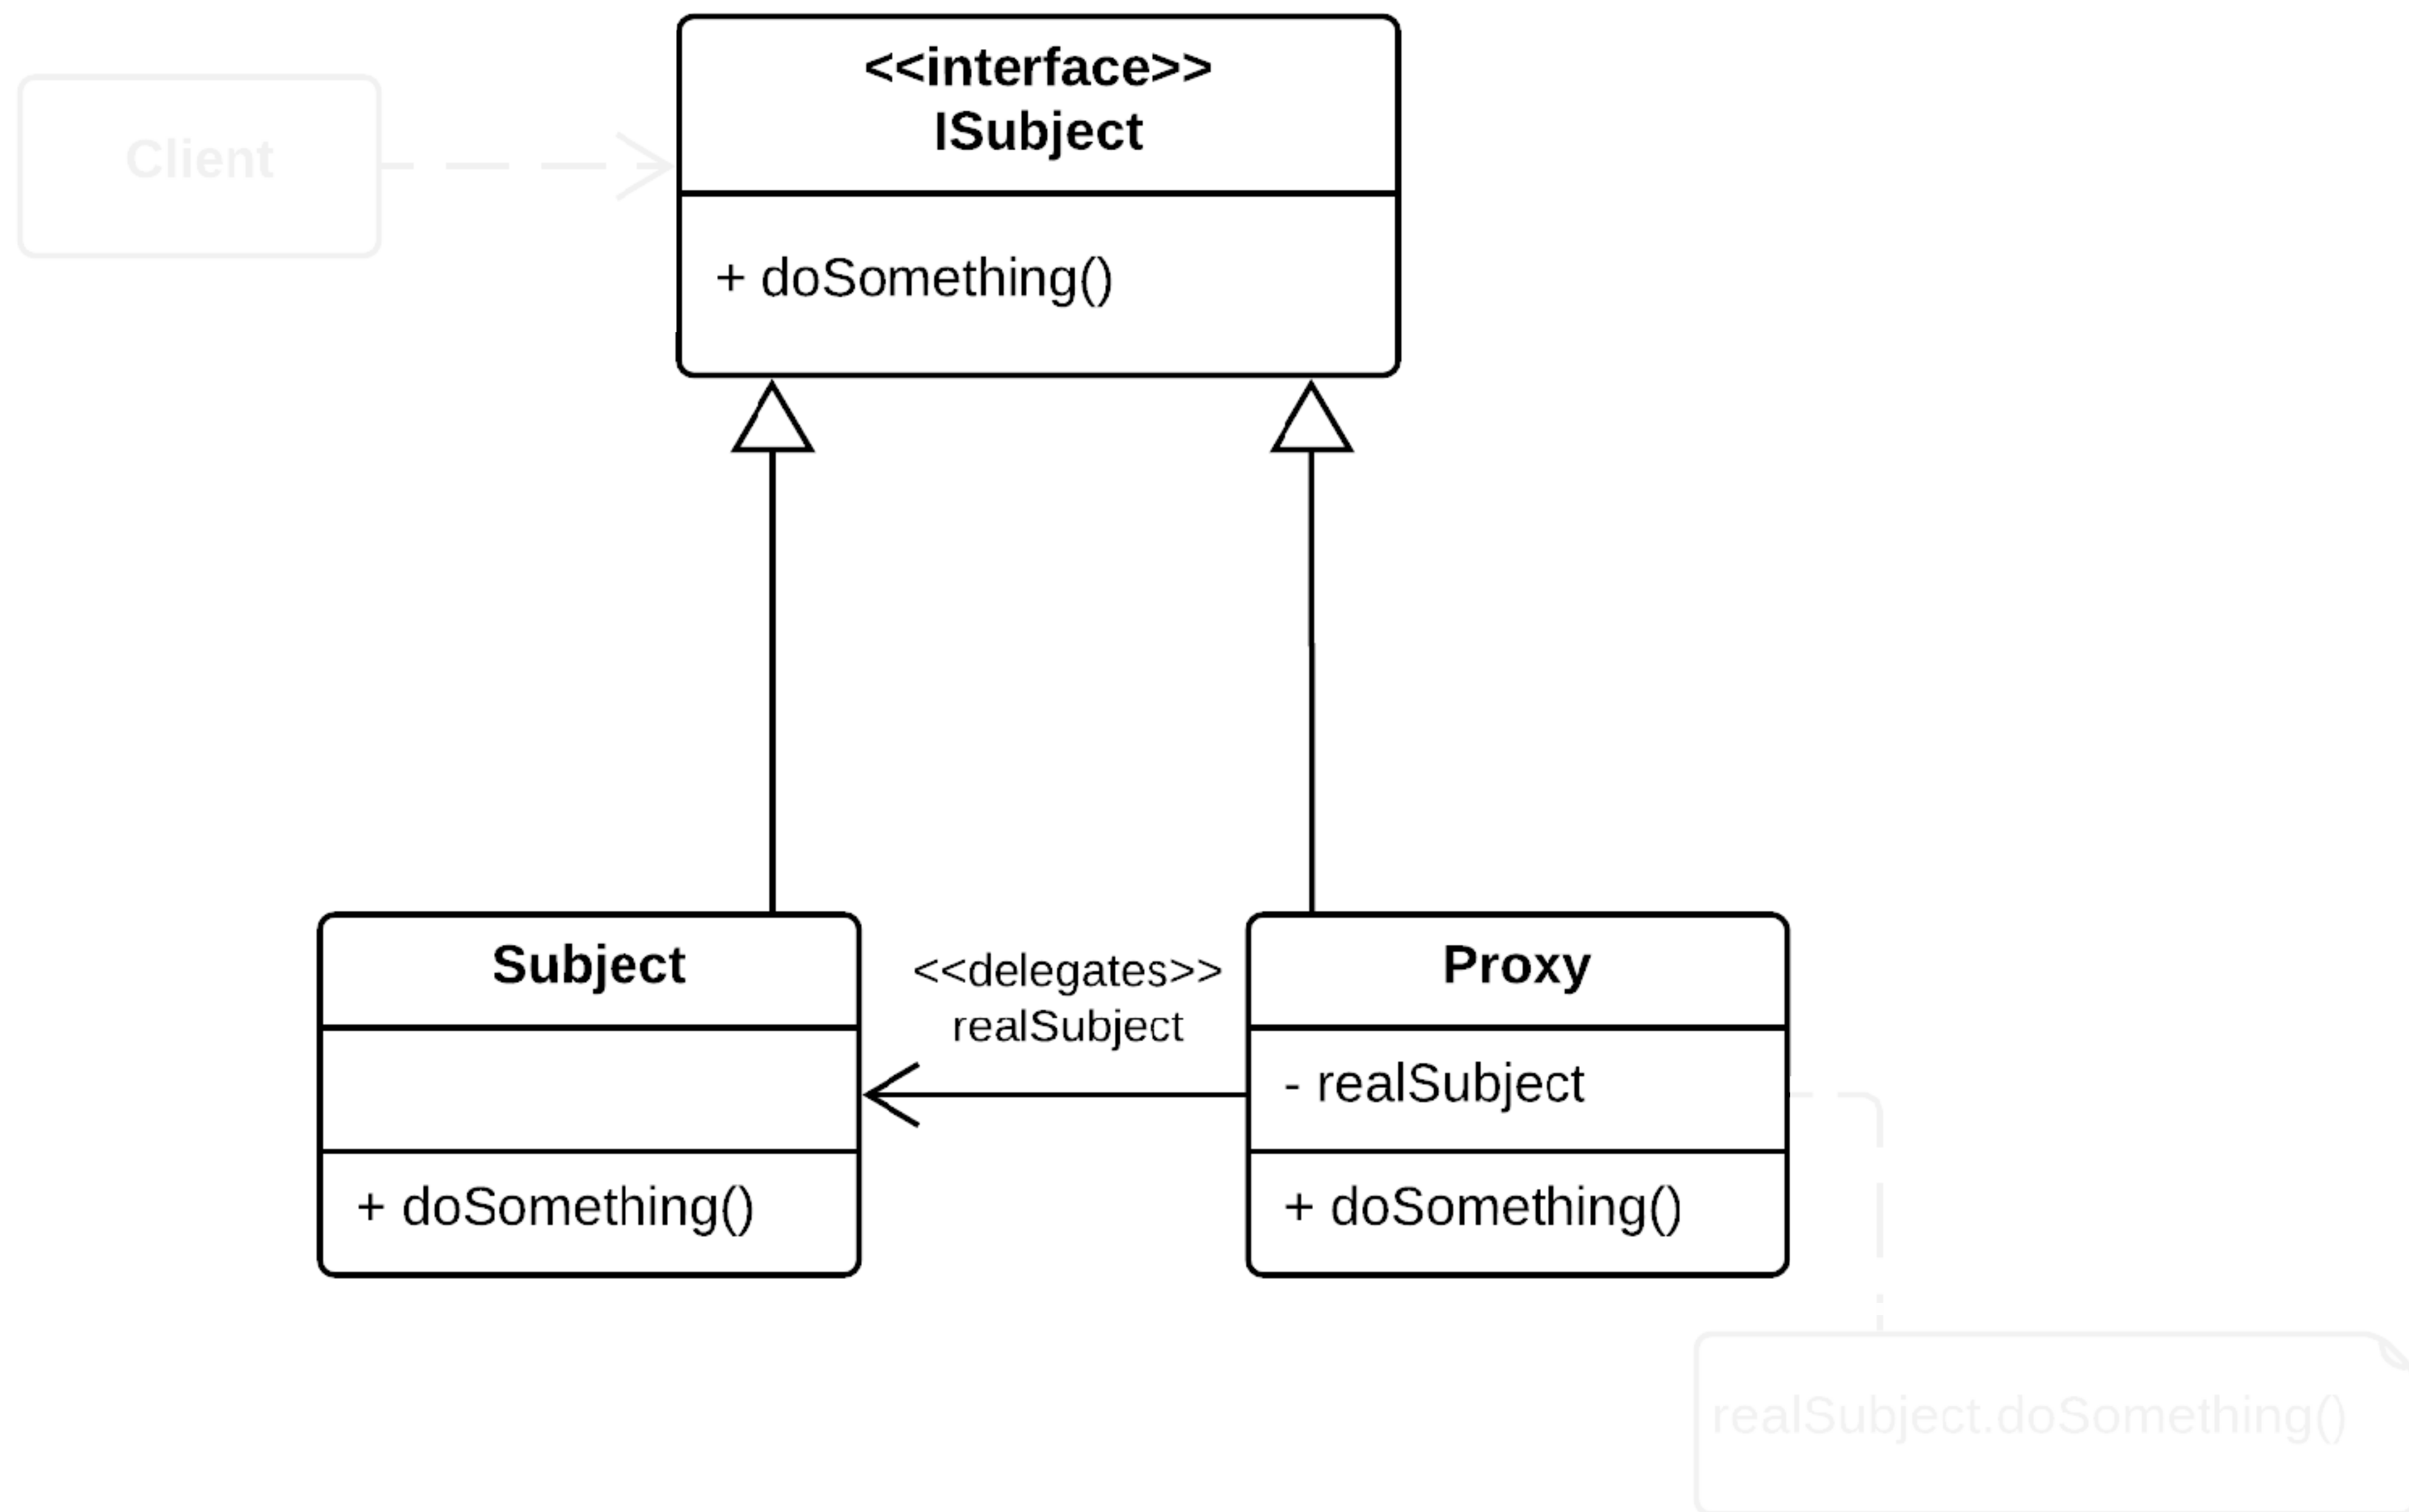 <<interface>>
ISubject
Client
+ doSomething()
Subject
<<delegates>>
realSubject
Proxy
- realSubject
+ doSomething()
+ doSomething()
realSubject.doSomething()